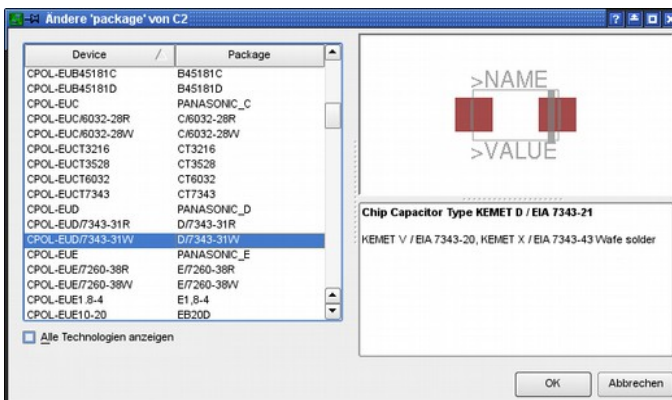 Ändere 'package' von C2
Device Package
CPOL-EUB45181C B45181C
CPOL-EUB45181D B45181D
CPOL-EUC PANASONIC_C
CPOL-EUC/6032-28R C/6032-28R
CPOL-EUC/6032-28W C/6032-28W
CPOL-EUCT3216 CT3216
CPOL-EUCT3528 CT3528
CPOL-EUCT6032 CT6032
CPOL-EUCT7343 CT7343
CPOL-EUD PANASONIC_D
CPOL-EUD/7343-31R D/7343-31R
CPOL-EUD/7343-31W D/7343-31W
CPOL-EUE PANASONIC_E
CPOL-EUE/7260-38R E/7260-38R
CPOL-EUE/7260-38W E/7260-38W
CPOL-EUE1.8-4 E1,8-4
CPOL-EUE10-20 EB20D
Alle Technologien anzeigen
>NAME
>VALUE
Chip Capacitor Type KEMET D / EIA 7343-21
KEMET V / EIA 7343-20, KEMET X / EIA 7343-43 Wafe solder
OK Abbrechen